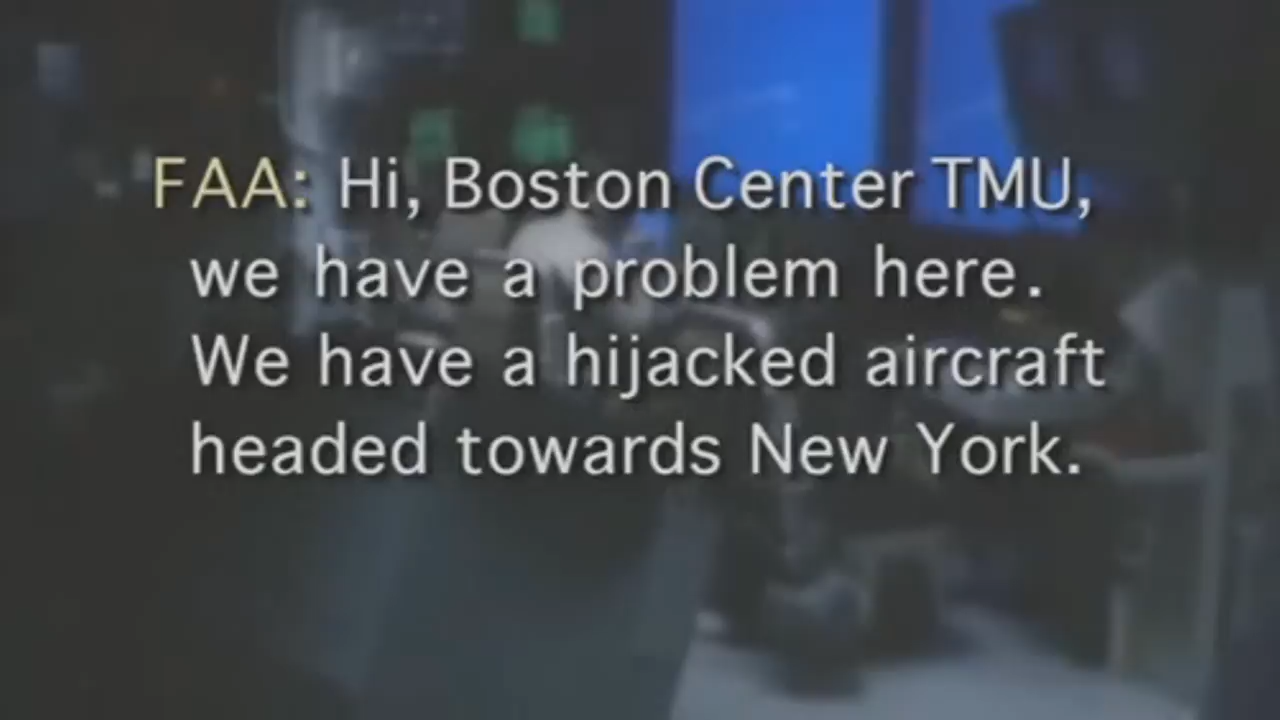 FAA: Hi, Boston Center TMU,
we have a problem here.
We have a hijacked aircraft
headed towards New York.